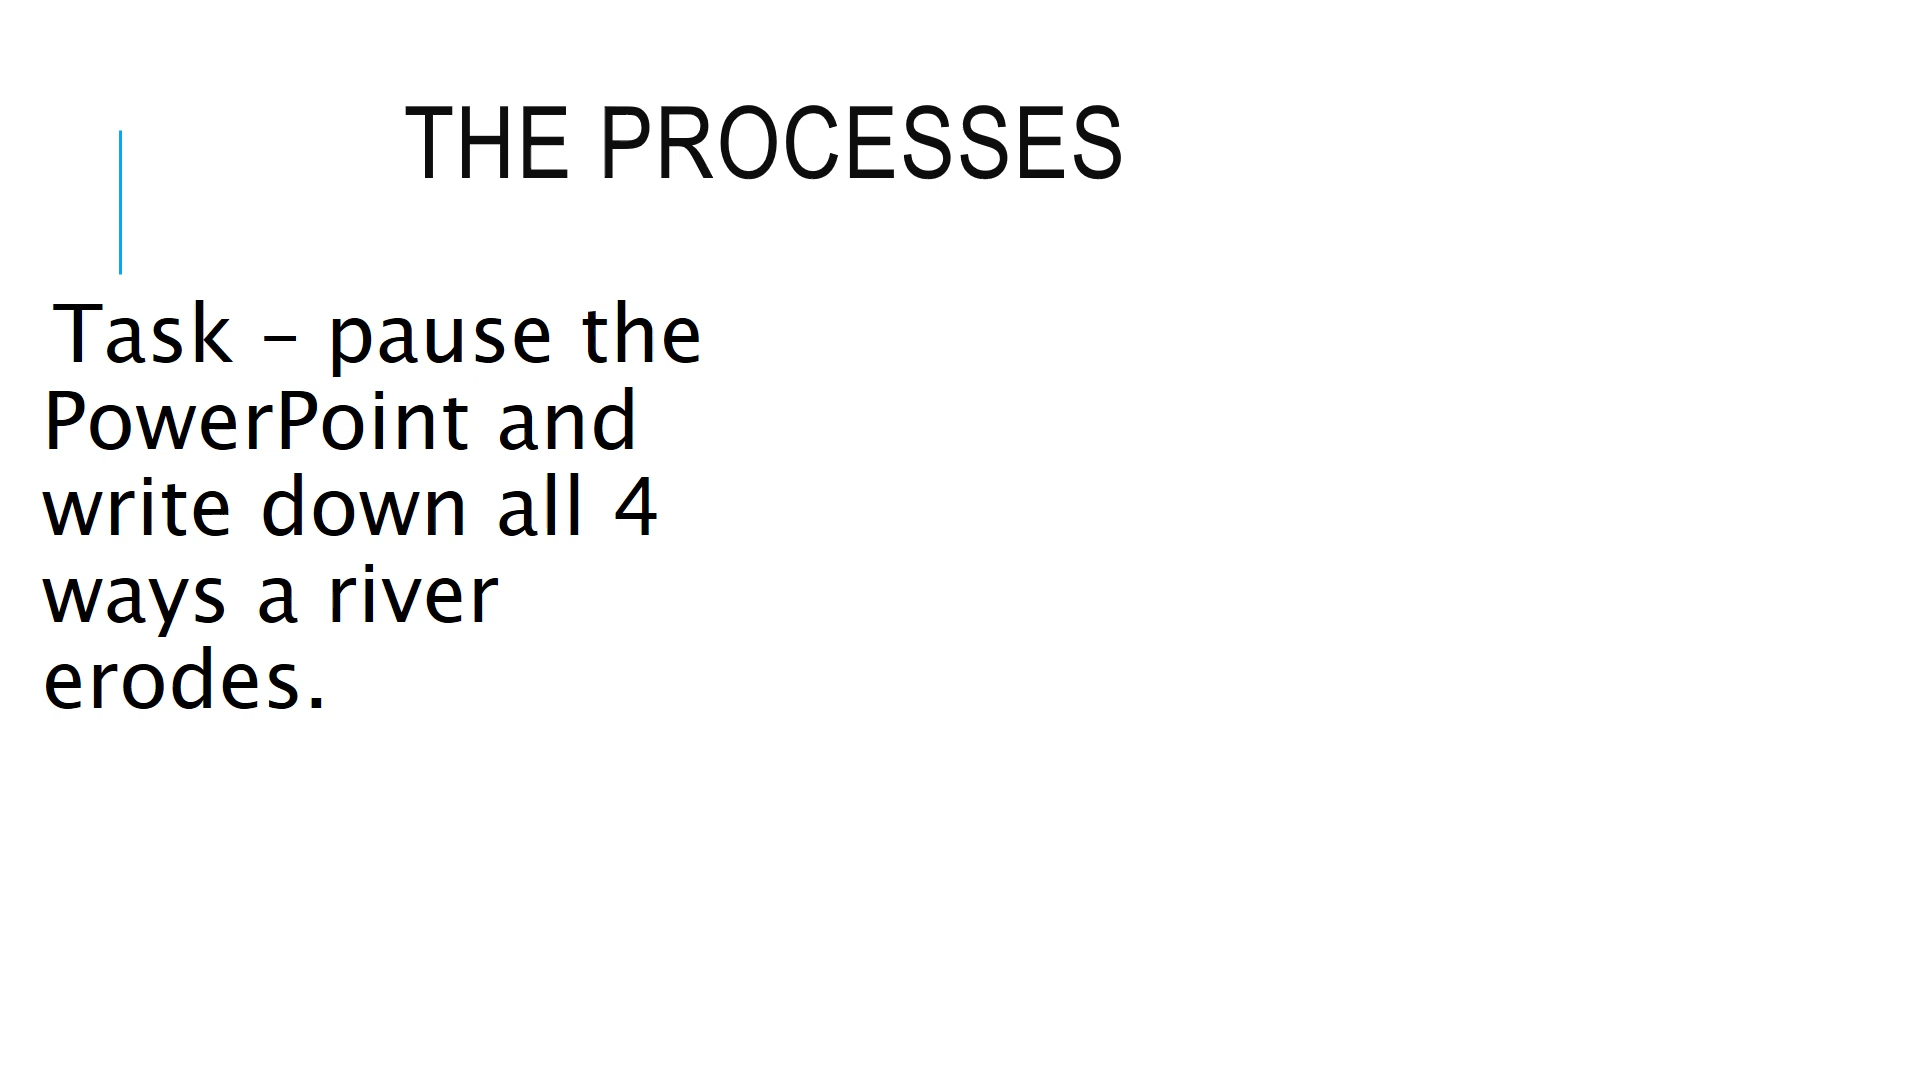 THE PROCESSES
Task – pause the
PowerPoint and
write down all 4
ways a river
erodes.